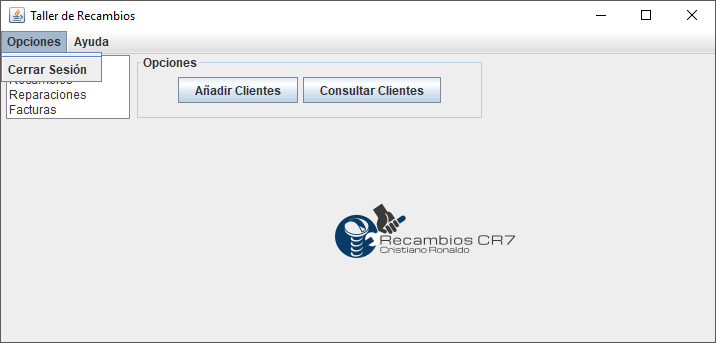 Taller de Recambios
Opciones Ayuda
Cerrar Sesión
Recambios
Reparaciones
Facturas
Opciones
Añadir Clientes Consultar Clientes
Recambios CR7
Cristiano Ronaldo